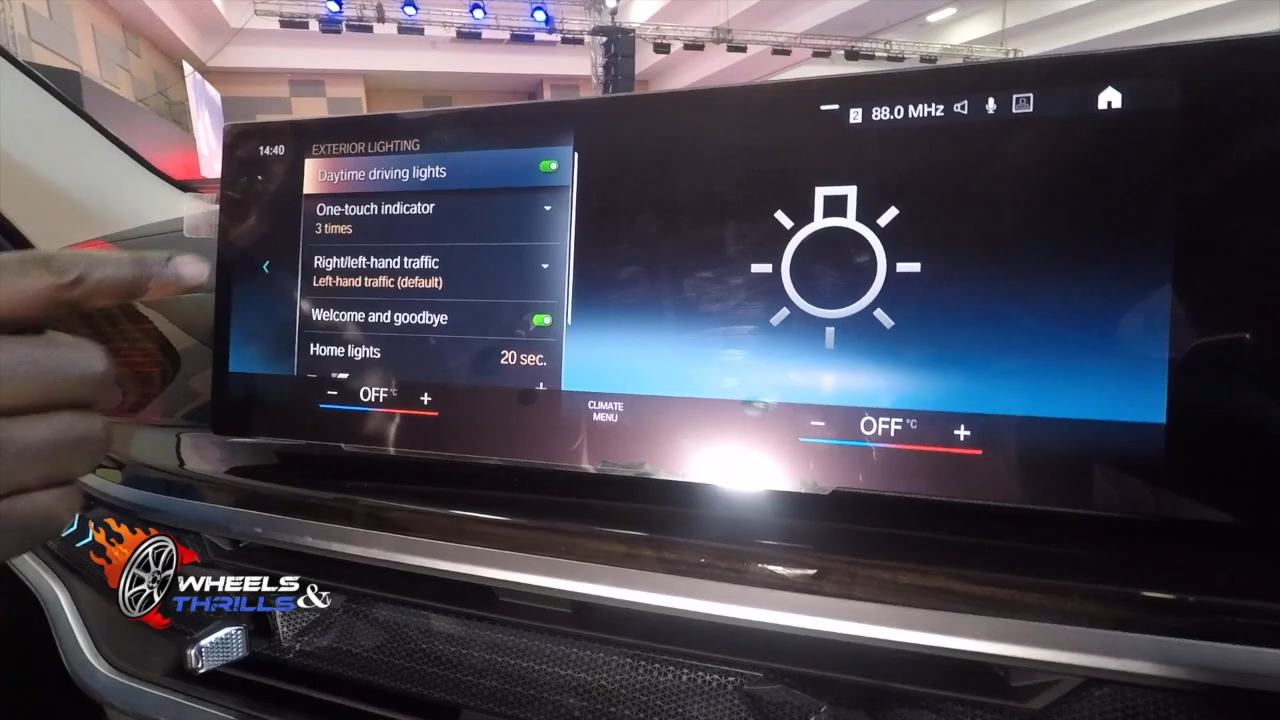 2 88.0 MHz
14:40
EXTERIOR LIGHTING
Daytime driving lights
One-touch indicator
3 times
Right/left-hand traffic
Left-hand traffic (default)
Welcome and goodbye
Home lights 20 sec.
− OFF °C +
CLIMATE
MENU
− OFF °C +
WHEELS
THRILLS &